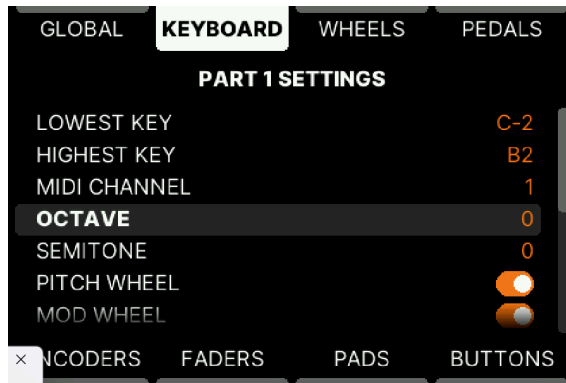 GLOBAL KEYBOARD WHEELS PEDALS
PART 1 SETTINGS
LOWEST KEY C-2
HIGHEST KEY B2
MIDI CHANNEL 1
OCTAVE 0
SEMITONE 0
PITCH WHEEL
MOD WHEEL
NCODERS FADERS PADS BUTTONS